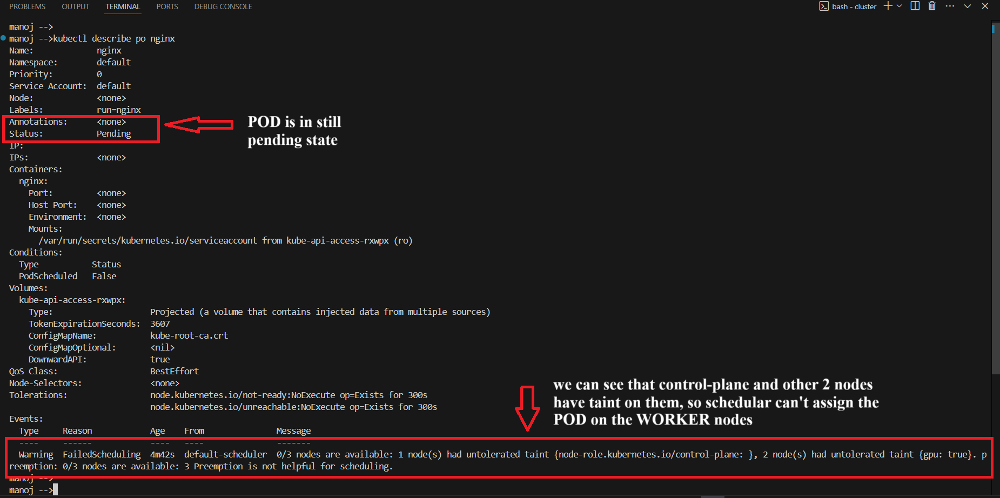 PROBLEMS OUTPUT TERMINAL PORTS DEBUG CONSOLE bash - cluster
manoj -->
manoj -->kubectl describe po nginx
Name: nginx
Namespace: default
Priority: 0
Service Account: default
Node: <none>
Labels: run=nginx
Annotations: <none>
Status: Pending
POD is in still
pending state
IP:
IPs: <none>
Containers:
nginx:
Port: <none>
Host Port: <none>
Environment: <none>
Mounts:
/var/run/secrets/kubernetes.io/serviceaccount from kube-api-access-rxwpx (ro)
Conditions:
Type Status
PodScheduled False
Volumes:
kube-api-access-rxwpx:
Type: Projected (a volume that contains injected data from multiple sources)
TokenExpirationSeconds: 3607
ConfigMapName: kube-root-ca.crt
ConfigMapOptional: <nil>
DownwardAPI: true
QoS Class: BestEffort
Node-Selectors: <none>
Tolerations: node.kubernetes.io/not-ready:NoExecute op=Exists for 300s
node.kubernetes.io/unreachable:NoExecute op=Exists for 300s
we can see that control-plane and other 2 nodes
have taint on them, so schedular can't assign the
POD on the WORKER nodes
Events:
Type Reason Age From Message
---- ------ ---- ---- -------
Warning FailedScheduling 4m42s default-scheduler 0/3 nodes are available: 1 node(s) had untolerated taint {node-role.kubernetes.io/control-plane: }, 2 node(s) had untolerated taint {gpu: true}. p
reemption: 0/3 nodes are available: 3 Preemption is not helpful for scheduling.
manoj -->
manoj -->